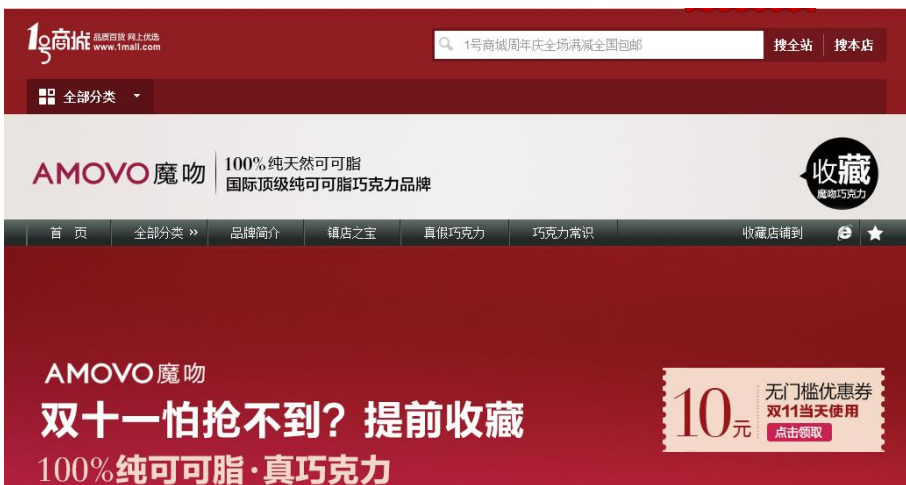 1号商城 品质百货 网上优选
www.1mall.com
1号商城周年庆全场满减全国包邮
搜全站 搜本店
全部分类
AMOVO魔吻
100%纯天然可可脂
国际顶级纯可可脂巧克力品牌
收藏
魔吻巧克力
首 页 全部分类 » 品牌简介 镇店之宝 真假巧克力 巧克力常识 收藏店铺到
AMOVO魔吻
双十一怕抢不到？提前收藏
100%纯可可脂·真巧克力
10元
无门槛优惠券
双11当天使用
点击领取